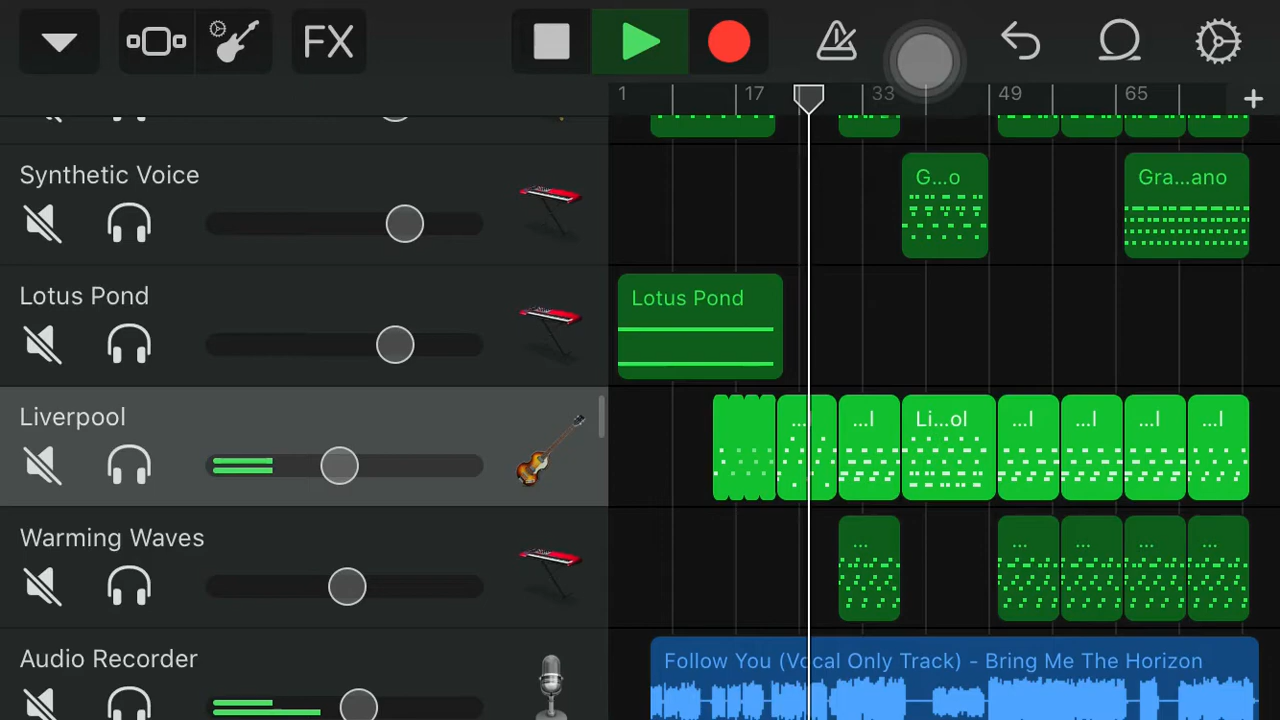 FX
1 17 33 49 65
Synthetic Voice
G...o Gra...ano
Lotus Pond
Lotus Pond
Liverpool
...l ...l Li...ol ...l ...l ...l ...l
Warming Waves
... ... ... ... ...
Audio Recorder
Follow You (Vocal Only Track) - Bring Me The Horizon